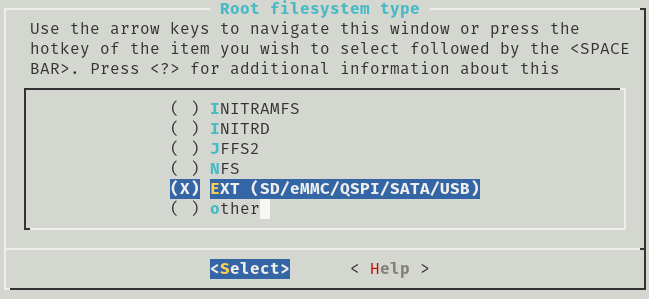 Root filesystem type
Use the arrow keys to navigate this window or press the
hotkey of the item you wish to select followed by the <SPACE
BAR>. Press <?> for additional information about this
( ) INITRAMFS
( ) INITRD
( ) JFFS2
( ) NFS
(X) EXT (SD/eMMC/QSPI/SATA/USB)
( ) other
<Select> < Help >